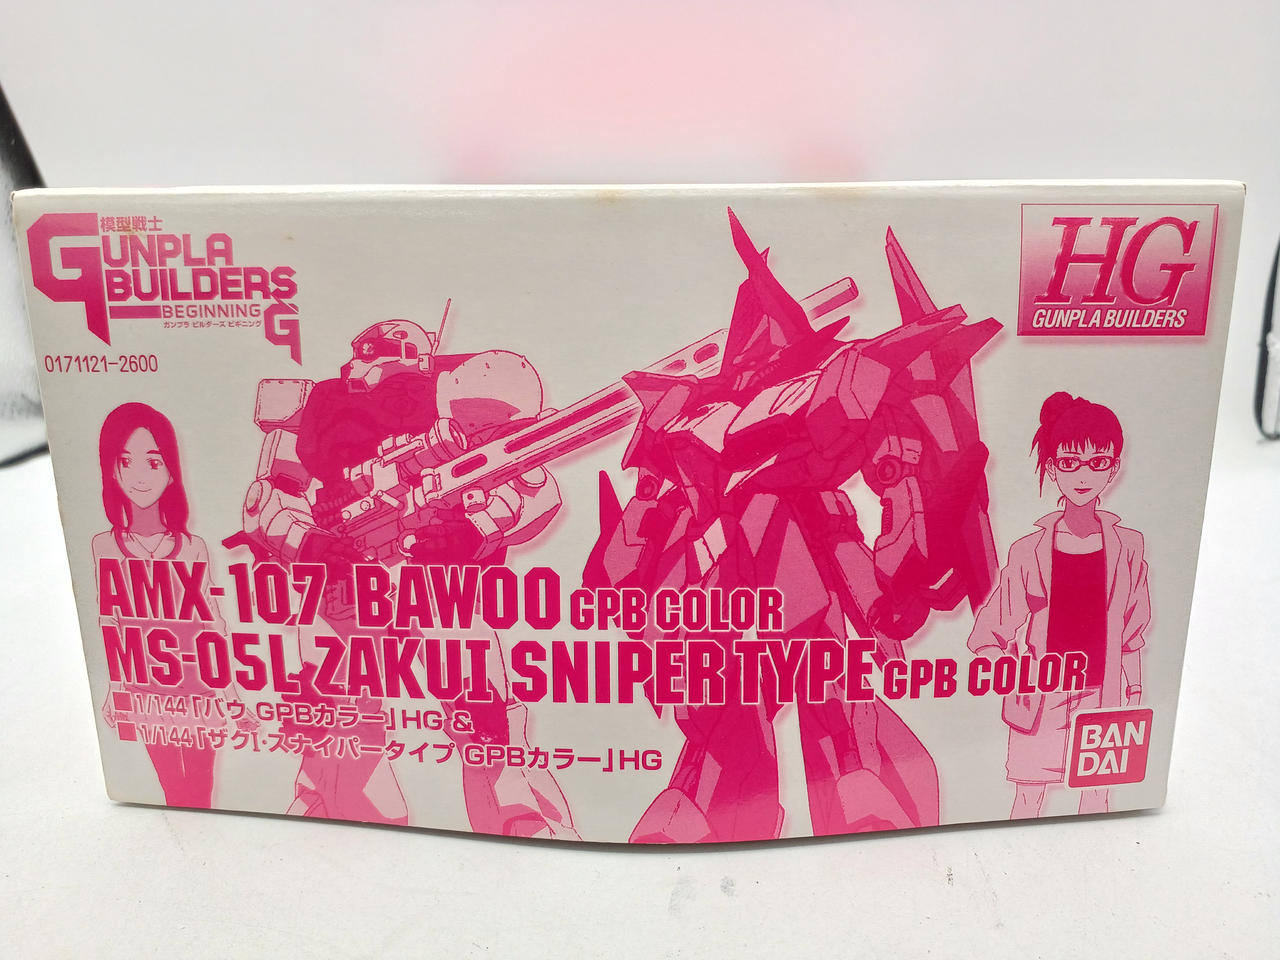 模型戦士
GUNPLA
BUILDERS
BEGINNING G
ガンプラ ビルダーズ ビギニング
0171121-2600
HG
GUNPLA BUILDERS
AMX-107 BAWOO GPB COLOR
MS-05L ZAKUI SNIPER TYPE GPB COLOR
■1/144「バウ GPBカラー」HG &
■1/144「ザクI・スナイパータイプ GPBカラー」HG
BAN
DAI